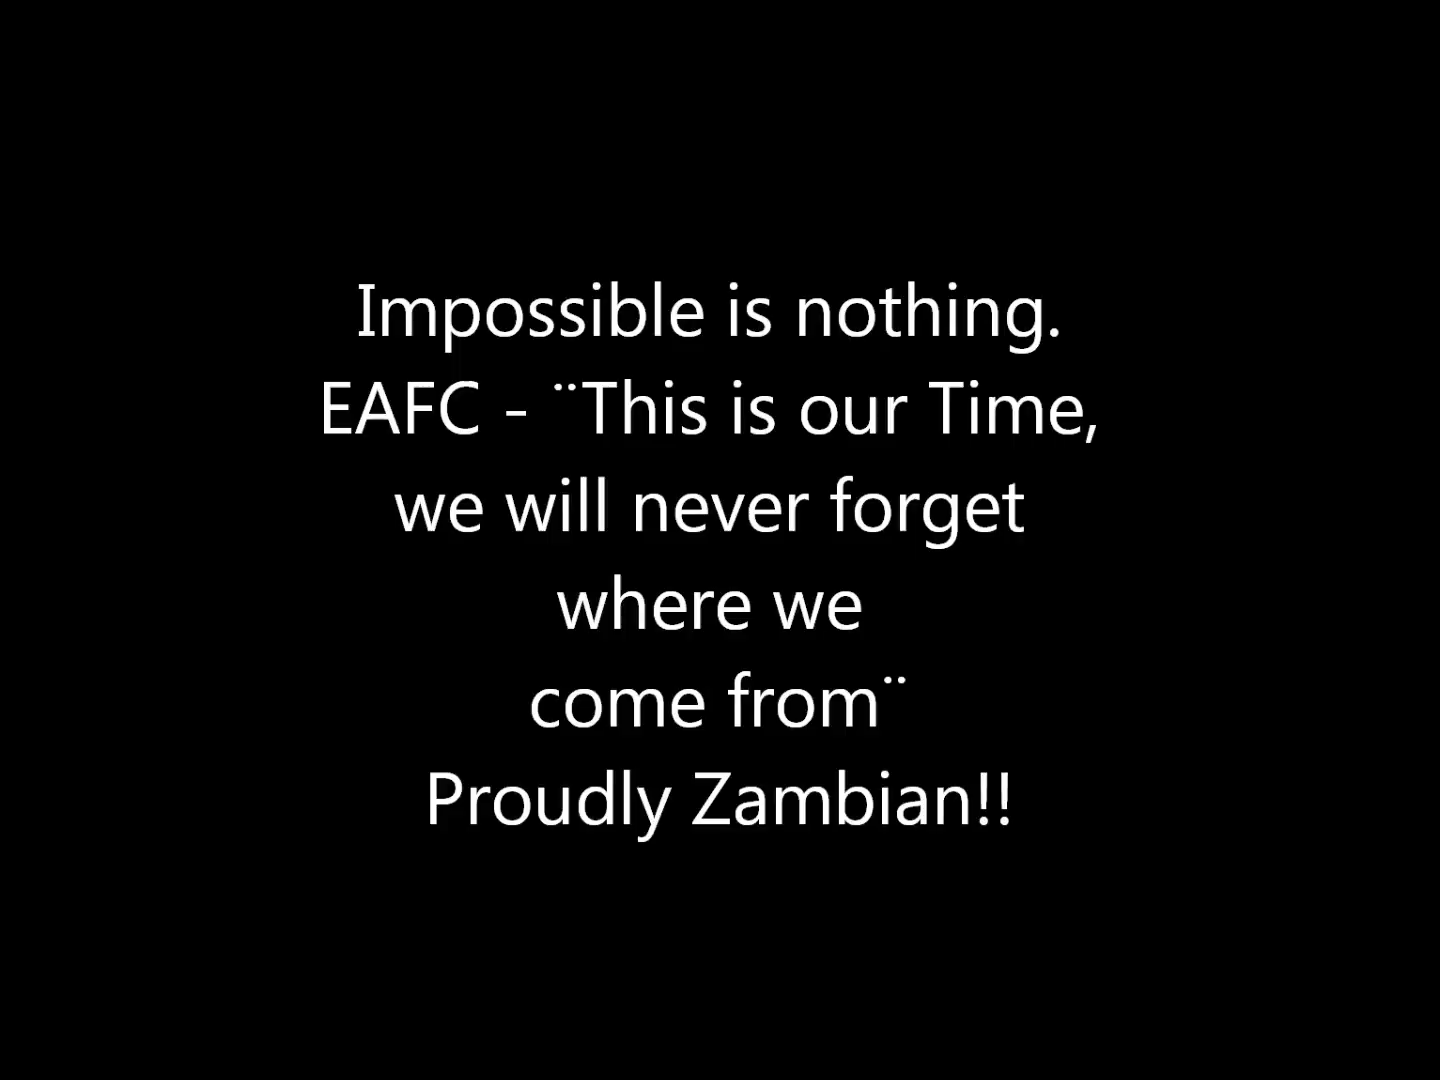 Impossible is nothing.
EAFC - ¨This is our Time,
we will never forget
where we
come from¨
Proudly Zambian!!